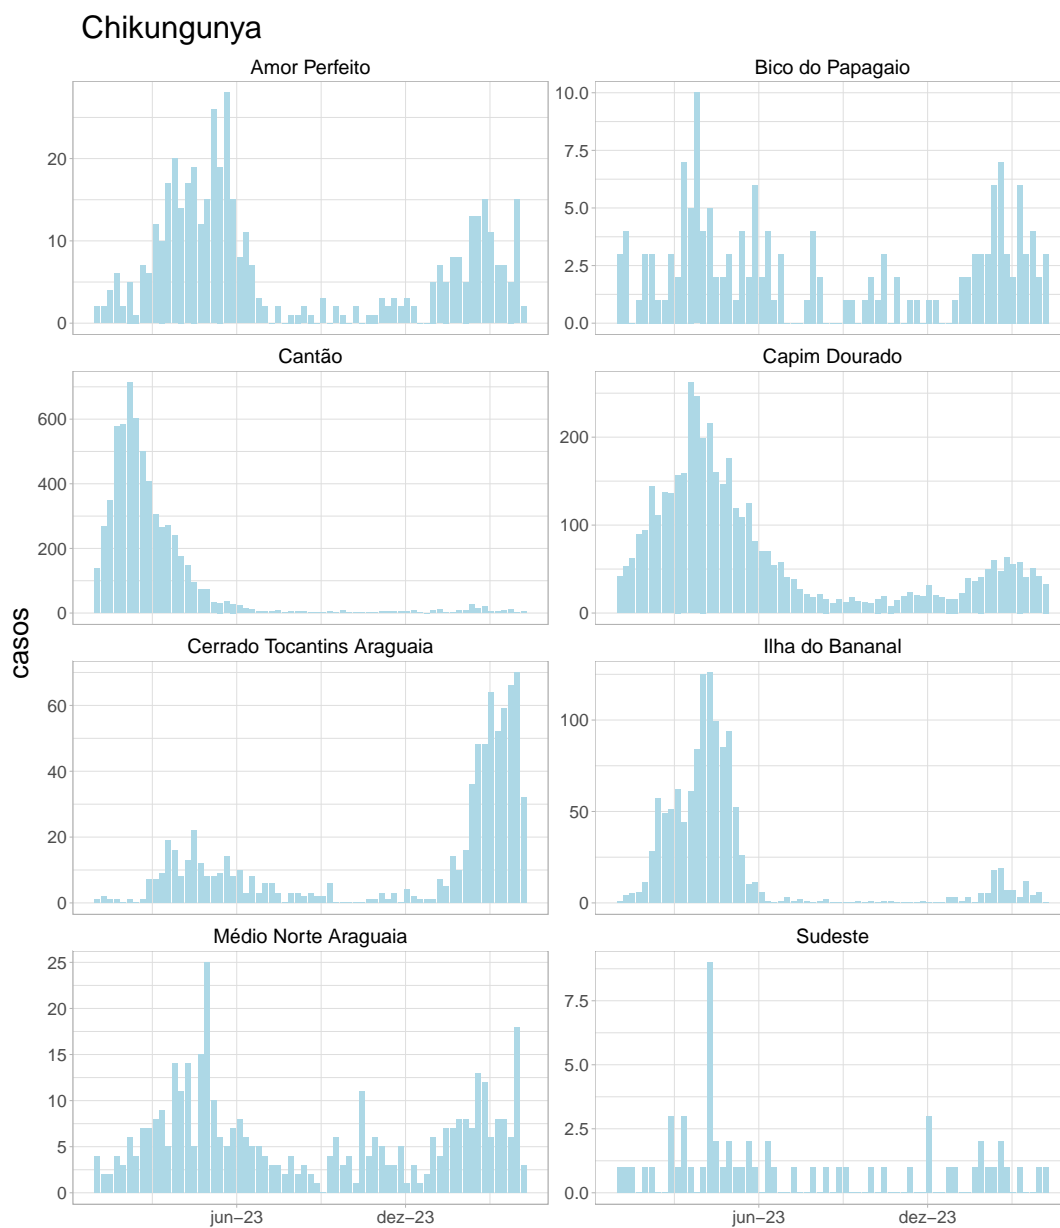 Chikungunya
Amor Perfeito
Bico do Papagaio
20
10
0
10.0
7.5
5.0
2.5
0.0
Cantão
Capim Dourado
600
400
200
0
200
100
0
casos
Cerrado Tocantins Araguaia
Ilha do Bananal
60
40
20
0
100
50
0
Médio Norte Araguaia
Sudeste
25
20
15
10
5
0
7.5
5.0
2.5
0.0
jun−23
dez−23
jun−23
dez−23